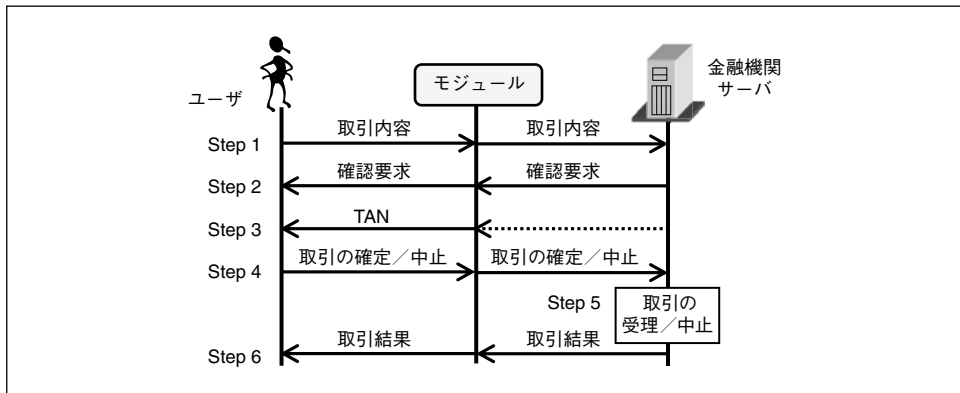 ユーザ
モジュール
金融機関
サーバ
Step 1
取引内容
取引内容
Step 2
確認要求
確認要求
Step 3
TAN
Step 4
取引の確定/中止
取引の確定/中止
Step 5
取引の
受理/中止
Step 6
取引結果
取引結果